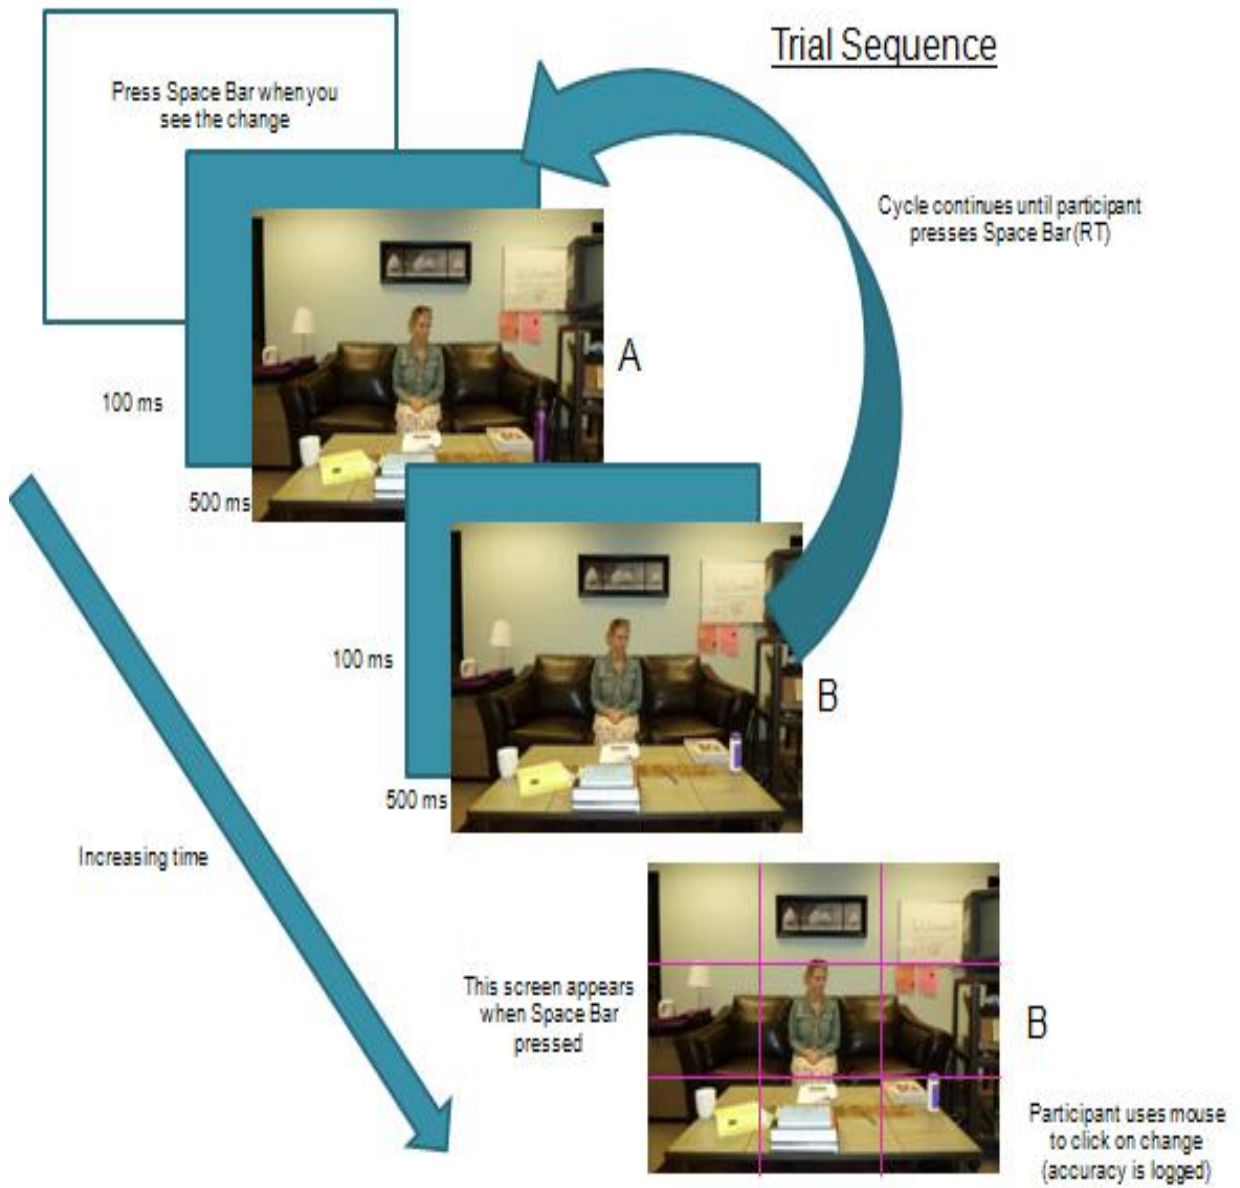 Trial Sequence
Press Space Bar when you
see the change
Cycle continues until participant
presses Space Bar (RT)
A
100 ms
500 ms
100 ms
B
500 ms
Increasing time
This screen appears
when Space Bar
pressed
B
Participant uses mouse
to click on change
(accuracy is logged)